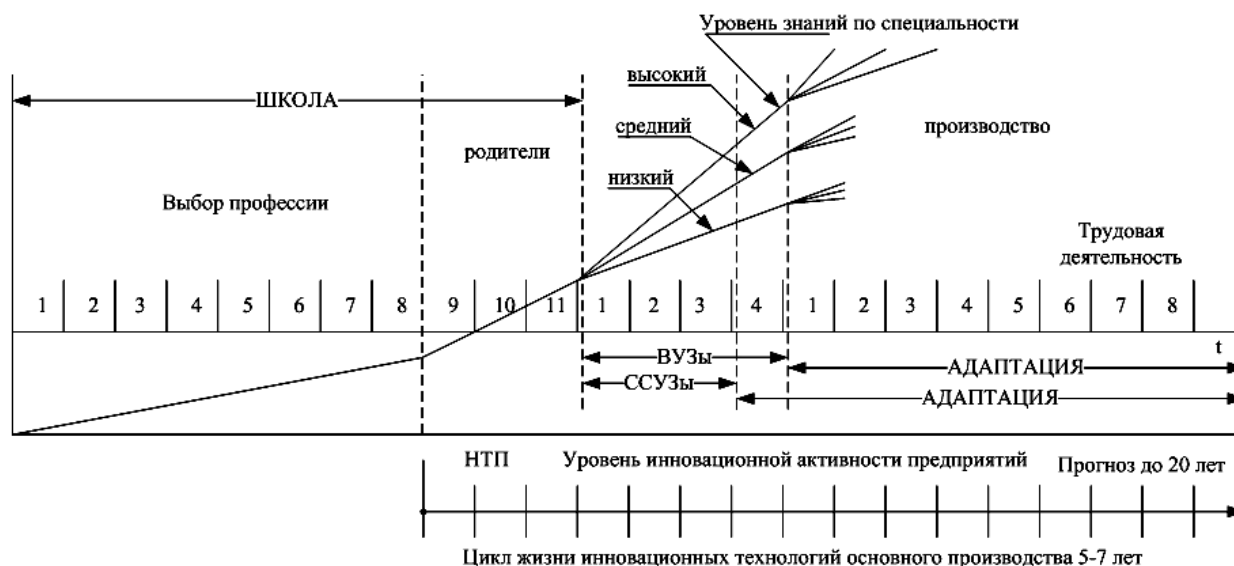 Уровень знаний по специальности
высокий
ШКОЛА
средний
производство
родители
низкий
Выбор профессии
Трудовая
деятельность
1 2 3 4 5 6 7 8 9 10 11 1 2 3 4 1 2 3 4 5 6 7 8
t
ВУЗы
АДАПТАЦИЯ
ССУЗы
АДАПТАЦИЯ
НТП Уровень инновационной активности предприятий Прогноз до 20 лет
Цикл жизни инновационных технологий основного производства 5-7 лет